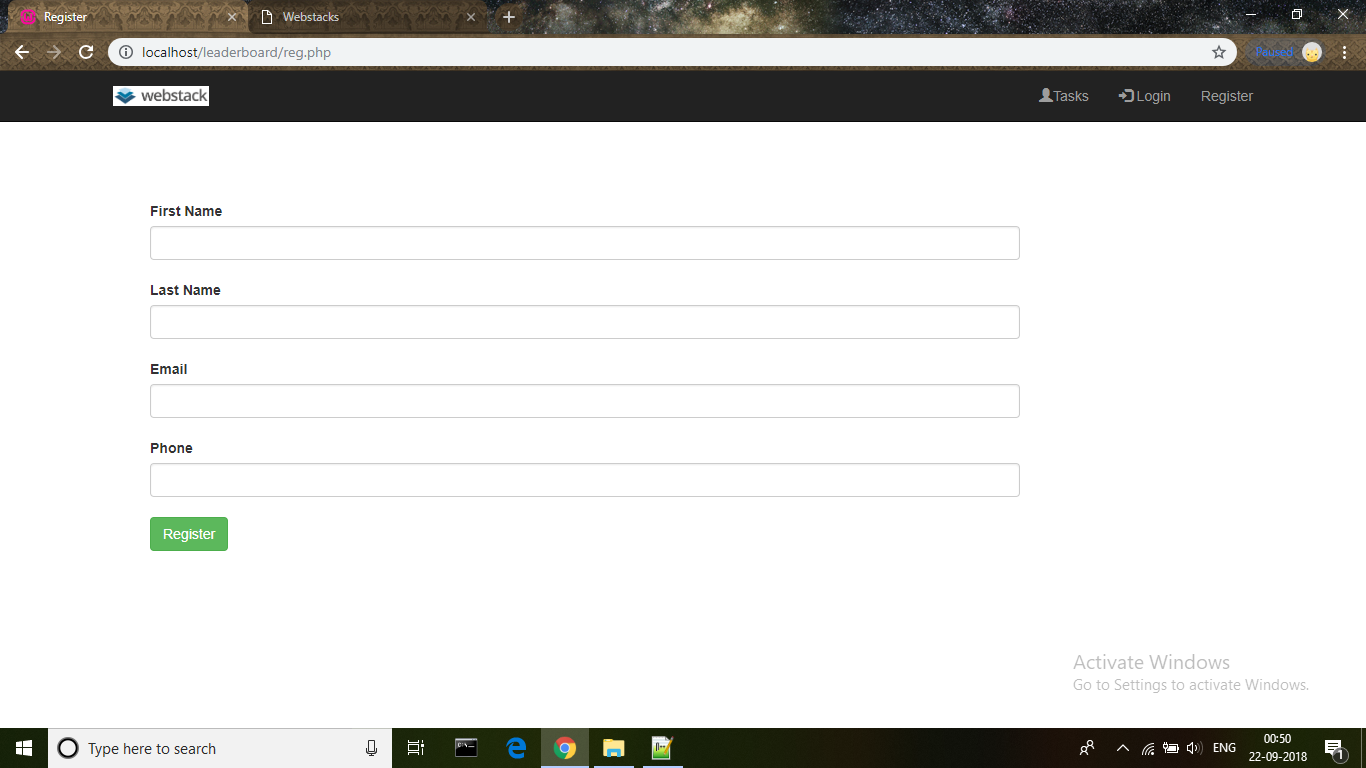 Register
Webstacks
localhost/leaderboard/reg.php
Paused
webstack
Tasks
Login
Register
First Name
Last Name
Email
Phone
Register
Activate Windows
Go to Settings to activate Windows.
Type here to search
ENG
00:50
22-09-2018
1